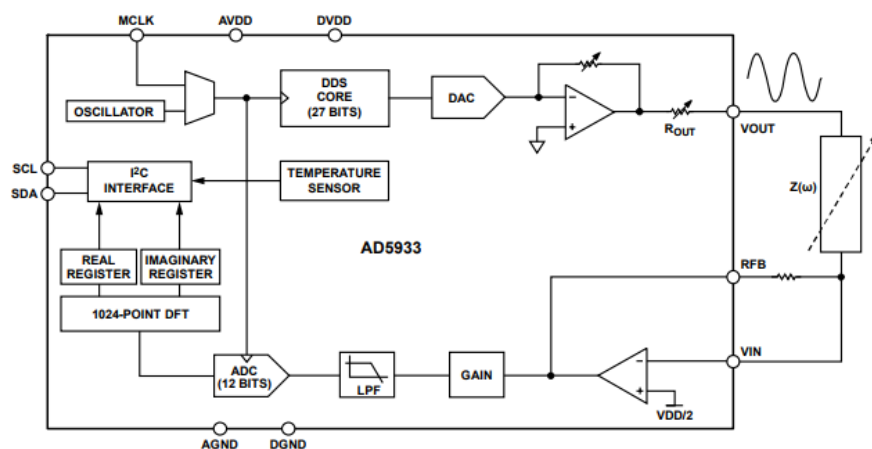 MCLK
AVDD
DVDD
OSCILLATOR
DDS
CORE
(27 BITS)
DAC
ROUT
VOUT
SCL
SDA
I2C
INTERFACE
TEMPERATURE
SENSOR
Z(ω)
REAL
REGISTER
IMAGINARY
REGISTER
AD5933
RFB
1024-POINT DFT
ADC
(12 BITS)
LPF
GAIN
VIN
VDD/2
AGND
DGND